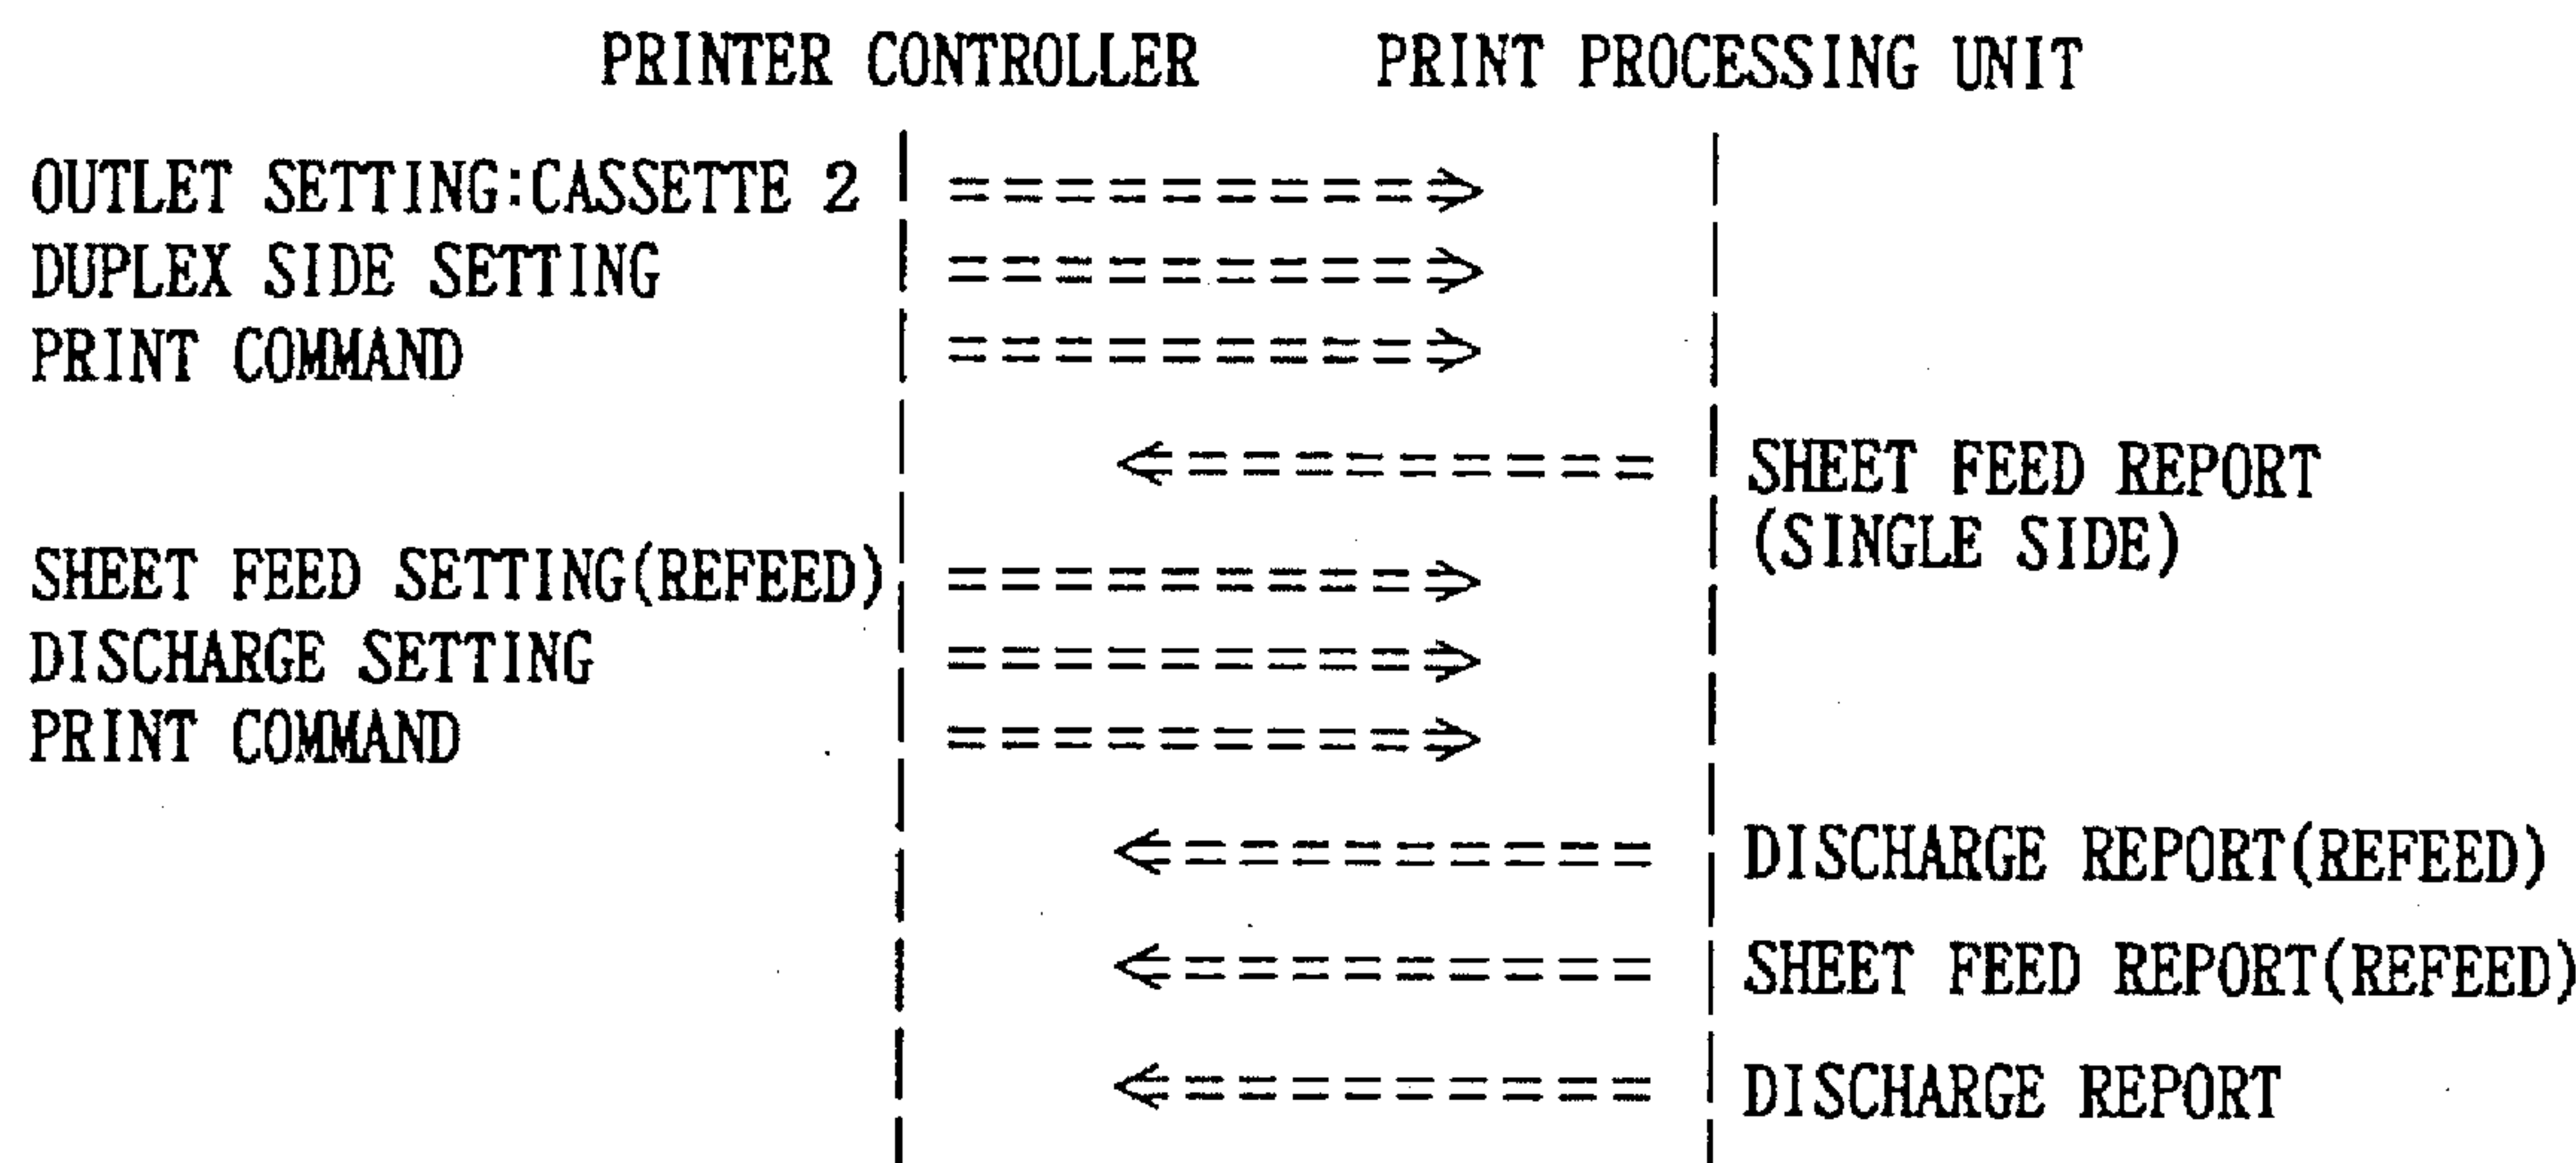 PRINTER CONTROLLER PRINT PROCESSING UNIT
OUTLET SETTING:CASSETTE 2
DUPLEX SIDE SETTING
PRINT COMMAND
SHEET FEED REPORT
(SINGLE SIDE)
SHEET FEED SETTING(REFEED)
DISCHARGE SETTING
PRINT COMMAND
DISCHARGE REPORT(REFEED)
SHEET FEED REPORT(REFEED)
DISCHARGE REPORT